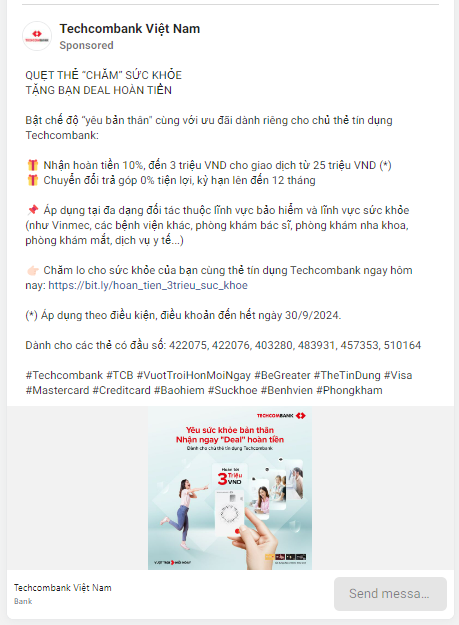 Techcombank Việt Nam
Sponsored
QUẸT THẺ "CHĂM" SỨC KHỎE
TẶNG BẠN DEAL HOÀN TIỀN
Bật chế độ "yêu bản thân" cùng với ưu đãi dành riêng cho chủ thẻ tín dụng
Techcombank:
🎁 Nhận hoàn tiền 10%, đến 3 triệu VND cho giao dịch từ 25 triệu VND (*)
🎁 Chuyển đổi trả góp 0% tiện lợi, kỳ hạn lên đến 12 tháng
📌 Áp dụng tại đa dạng đối tác thuộc lĩnh vực bảo hiểm và lĩnh vực sức khỏe
(như Vinmec, các bệnh viện khác, phòng khám bác sĩ, phòng khám nha khoa,
phòng khám mắt, dịch vụ y tế...)
👉🏻 Chăm lo cho sức khỏe của bạn cùng thẻ tín dụng Techcombank ngay hôm
nay: https://bit.ly/hoan_tien_3trieu_suc_khoe
(*) Áp dụng theo điều kiện, điều khoản đến hết ngày 30/9/2024.
Dành cho các thẻ có đầu số: 422075, 422076, 403280, 483931, 457353, 510164
#Techcombank #TCB #VuotTroiHonMoiNgay #BeGreater #TheTinDung #Visa
#Mastercard #Creditcard #Baohiem #Suckhoe #Benhvien #Phongkham
TECHCOMBANK
Yêu sức khỏe bản thân
Nhận ngay "Deal" hoàn tiền
Dành cho chủ thẻ tín dụng Techcombank
Hoàn tới
3 Triệu
VND
VƯỢT TRỘI HƠN MỖI NGÀY
Techcombank Việt Nam
Bank
Send messa...